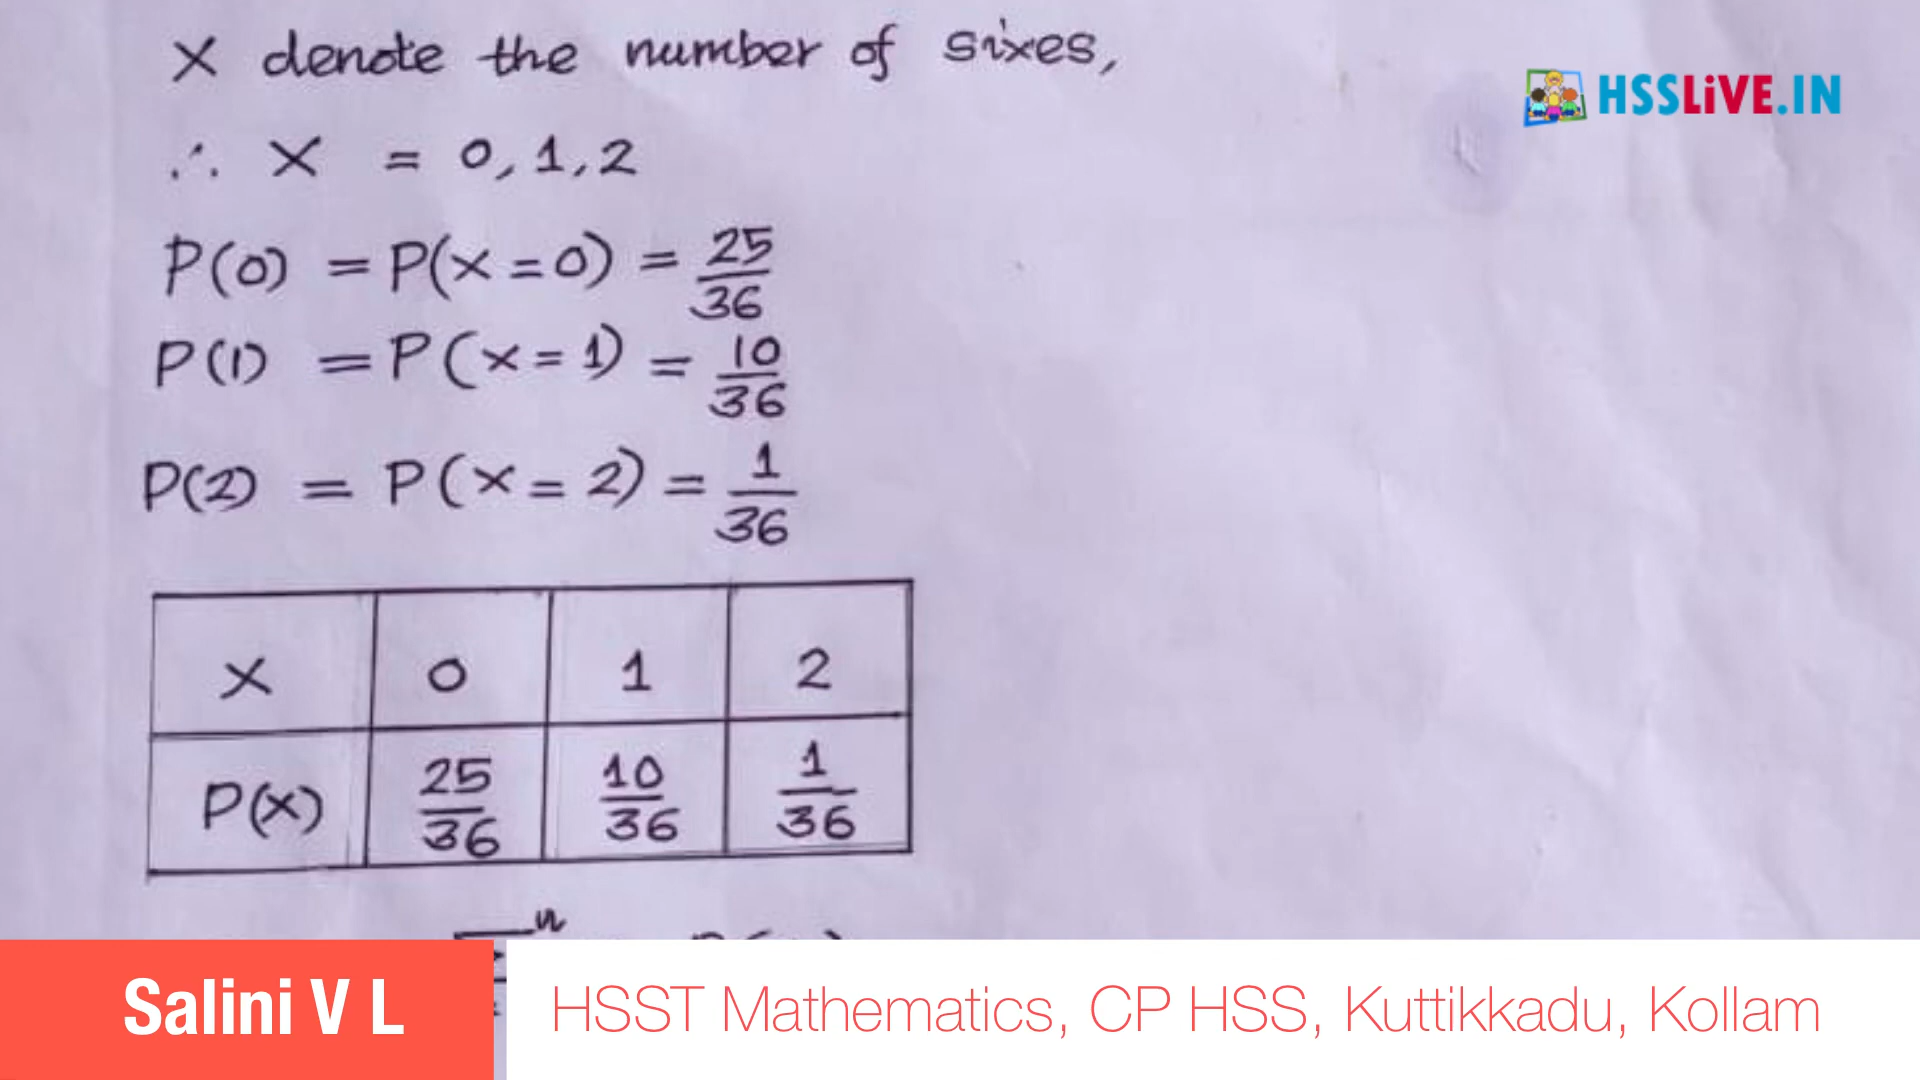 X denote the number of sixes,
HSSLiVE.IN
∴ X = 0, 1, 2
P(0) = P(X=0) = 25/36
P(1) = P(X=1) = 10/36
P(2) = P(X=2) = 1/36
X 0 1 2
P(X) 25/36 10/36 1/36
n
Salini V L
HSST Mathematics, CP HSS, Kuttikkadu, Kollam